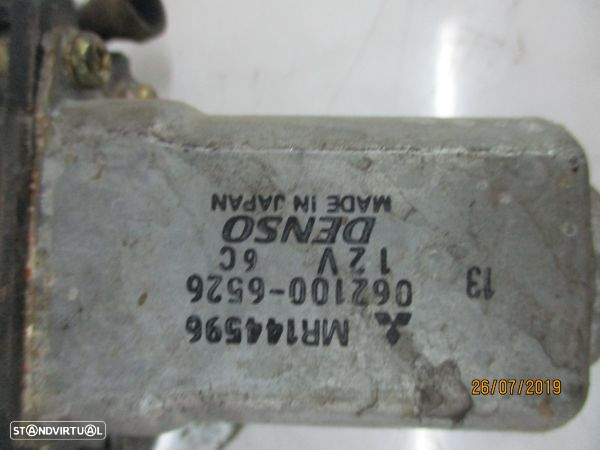 MR144596
062100-6526
12V 6C
DENSO
MADE IN JAPAN
13
26/07/2019
STANDVIRTUAL